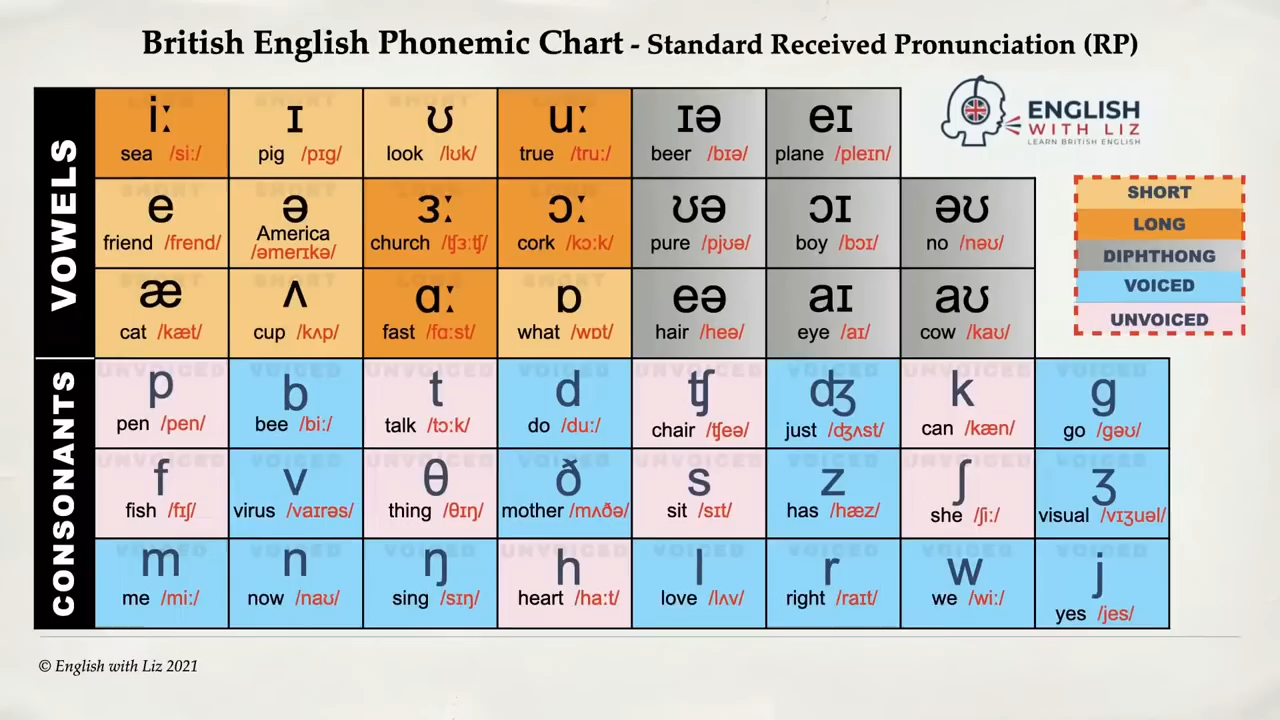 British English Phonemic Chart - Standard Received Pronunciation (RP)
ENGLISH
WITH LIZ
LEARN BRITISH ENGLISH
VOWELS
iː ɪ ʊ uː ɪə eɪ
sea /siː/ pig /pɪg/ look /lʊk/ true /truː/ beer /bɪə/ plane /pleɪn/
e ə ɜː ɔː ʊə ɔɪ əʊ
friend /frend/ America /əmerɪkə/ church /ʧɜːʧ/ cork /kɔːk/ pure /pjʊə/ boy /bɔɪ/ no /nəʊ/
æ ʌ ɑː ɒ eə aɪ aʊ
cat /kæt/ cup /kʌp/ fast /fɑːst/ what /wɒt/ hair /heə/ eye /aɪ/ cow /kaʊ/
SHORT
LONG
DIPHTHONG
VOICED
UNVOICED
CONSONANTS
p b t d ʧ ʤ k g
pen /pen/ bee /biː/ talk /tɔːk/ do /duː/ chair /ʧeə/ just /ʤʌst/ can /kæn/ go /gəʊ/
f v θ ð s z ʃ ʒ
fish /fɪʃ/ virus /vaɪrəs/ thing /θɪŋ/ mother /mʌðə/ sit /sɪt/ has /hæz/ she /ʃiː/ visual /vɪʒuəl/
m n ŋ h l r w j
me /miː/ now /naʊ/ sing /sɪŋ/ heart /haːt/ love /lʌv/ right /raɪt/ we /wiː/ yes /jes/
© English with Liz 2021